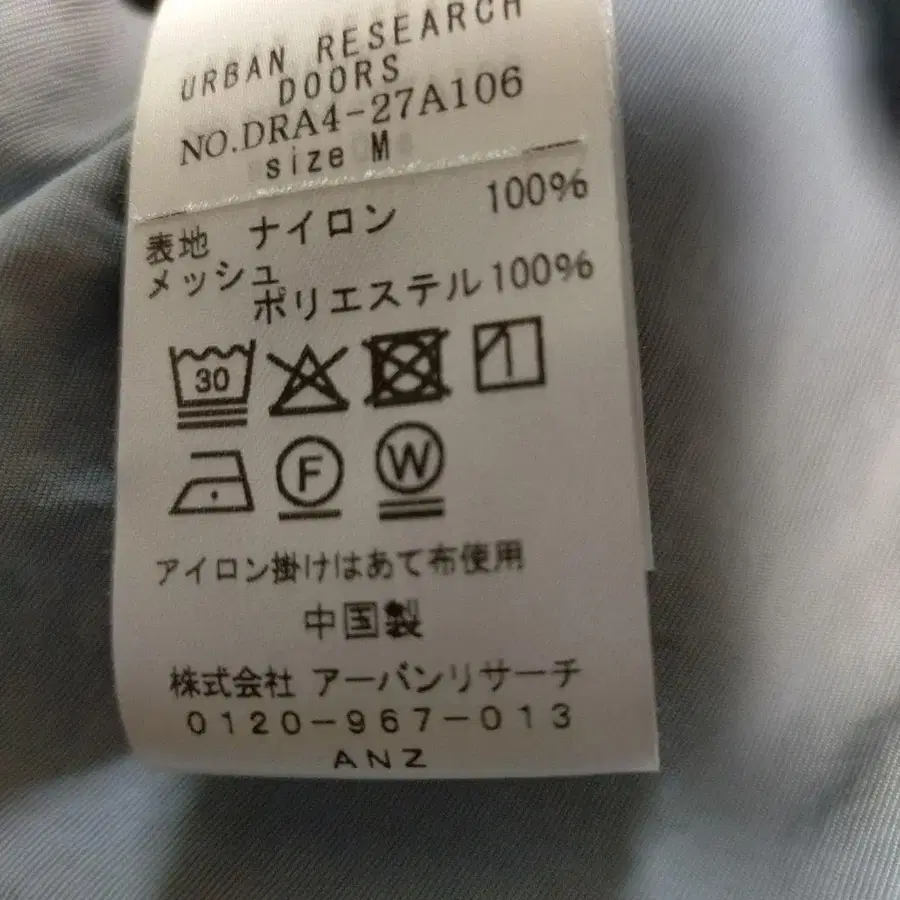 URBAN RESEARCH
DOORS
NO.DRA4-27A106
size M
表地 ナイロン 100%
メッシュ
ポリエステル100%
30
F W
アイロン掛けはあて布使用
中国製
株式会社 アーバンリサーチ
0120-967-013
ANZ